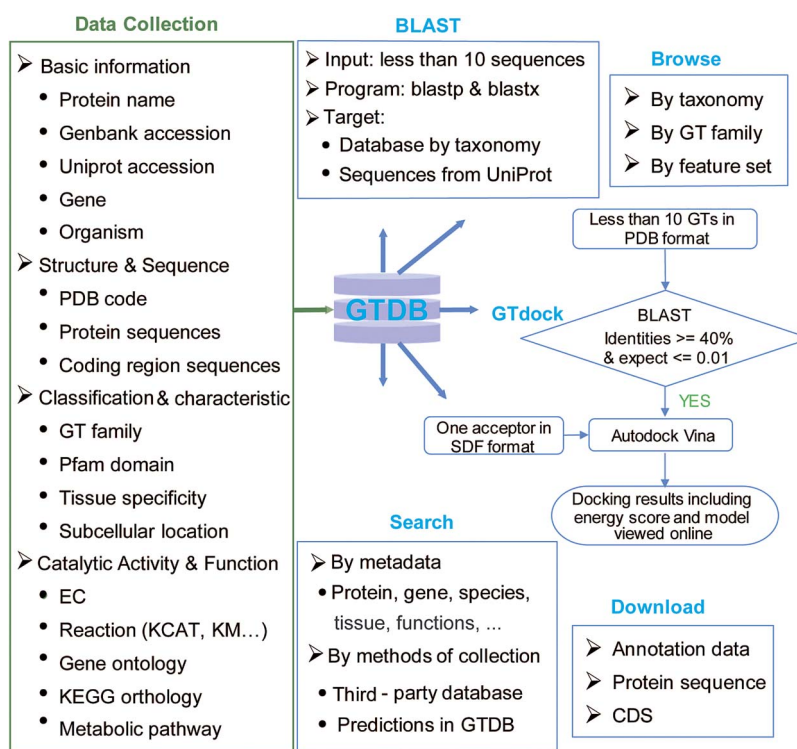 Data Collection
Basic information
Protein name
Genbank accession
Uniprot accession
Gene
Organism
Structure & Sequence
PDB code
Protein sequences
Coding region sequences
Classification & characteristic
GT family
Pfam domain
Tissue specificity
Subcellular location
Catalytic Activity & Function
EC
Reaction (KCAT, KM...)
Gene ontology
KEGG orthology
Metabolic pathway
BLAST
Input: less than 10 sequences
Program: blastp & blastx
Target:
Database by taxonomy
Sequences from UniProt
Browse
By taxonomy
By GT family
By feature set
GTDB
GTdock
Less than 10 GTs in
PDB format
BLAST
Identities >= 40%
& expect <= 0.01
YES
One acceptor in
SDF format
Autodock Vina
Docking results including
energy score and model
viewed online
Search
By metadata
Protein, gene, species,
tissue, functions, ...
By methods of collection
Third - party database
Predictions in GTDB
Download
Annotation data
Protein sequence
CDS